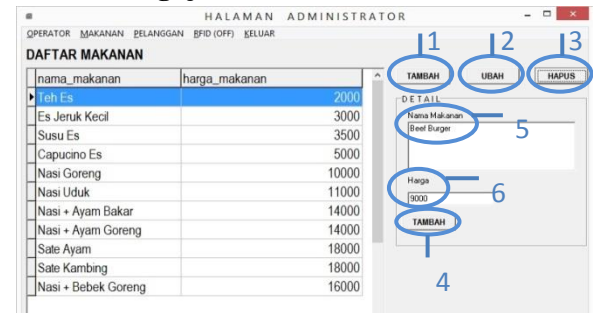 HALAMAN ADMINISTRATOR
OPERATOR MAKANAN PELANGGAN RFID (OFF) KELUAR
DAFTAR MAKANAN
1 2 3
TAMBAH UBAH HAPUS
nama_makanan harga_makanan
Teh Es 2000
Es Jeruk Kecil 3000
Susu Es 3500
Capucino Es 5000
Nasi Goreng 10000
Nasi Uduk 11000
Nasi + Ayam Bakar 14000
Nasi + Ayam Goreng 14000
Sate Ayam 18000
Sate Kambing 18000
Nasi + Bebek Goreng 16000
DETAIL
Nama Makanan
5
Beef Burger
Harga
6
9000
TAMBAH
4